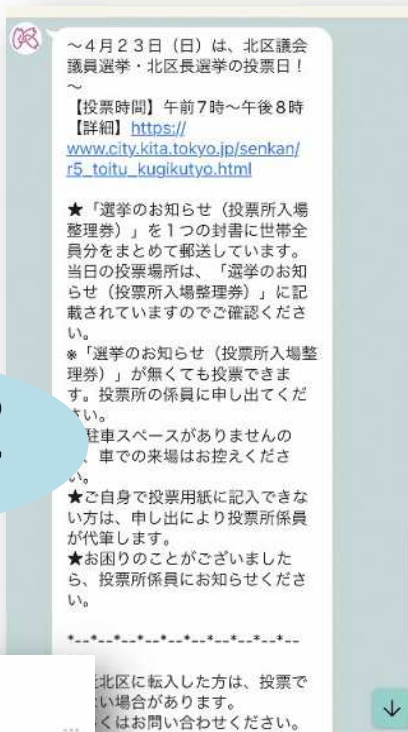 ~4月23日(日)は、北区議会
議員選挙・北区長選挙の投票日!
~
【投票時間】午前7時~午後8時
【詳細】https://
www.city.kita.tokyo.jp/senkan/
r5_toitu_kugikutyo.html
★「選挙のお知らせ(投票所入場
整理券)」を1つの封書に世帯全
員分をまとめて郵送しています。
当日の投票場所は、「選挙のお知
らせ(投票所入場整理券)」に記
載されていますのでご確認くださ
い。
※「選挙のお知らせ(投票所入場整
理券)」が無くても投票できま
す。投票所の係員に申し出てくだ
さい。
駐車スペースがありませんの
、車での来場はお控えくださ
い。
★ご自身で投票用紙に記入できな
い方は、申し出により投票所係員
が代筆します。
★お困りのことがございました
ら、投票所係員にお知らせくださ
い。
*--*--*--*--*--*--*--*--*--*--
北区に転入した方は、投票で
い場合があります。
くはお問い合わせください。